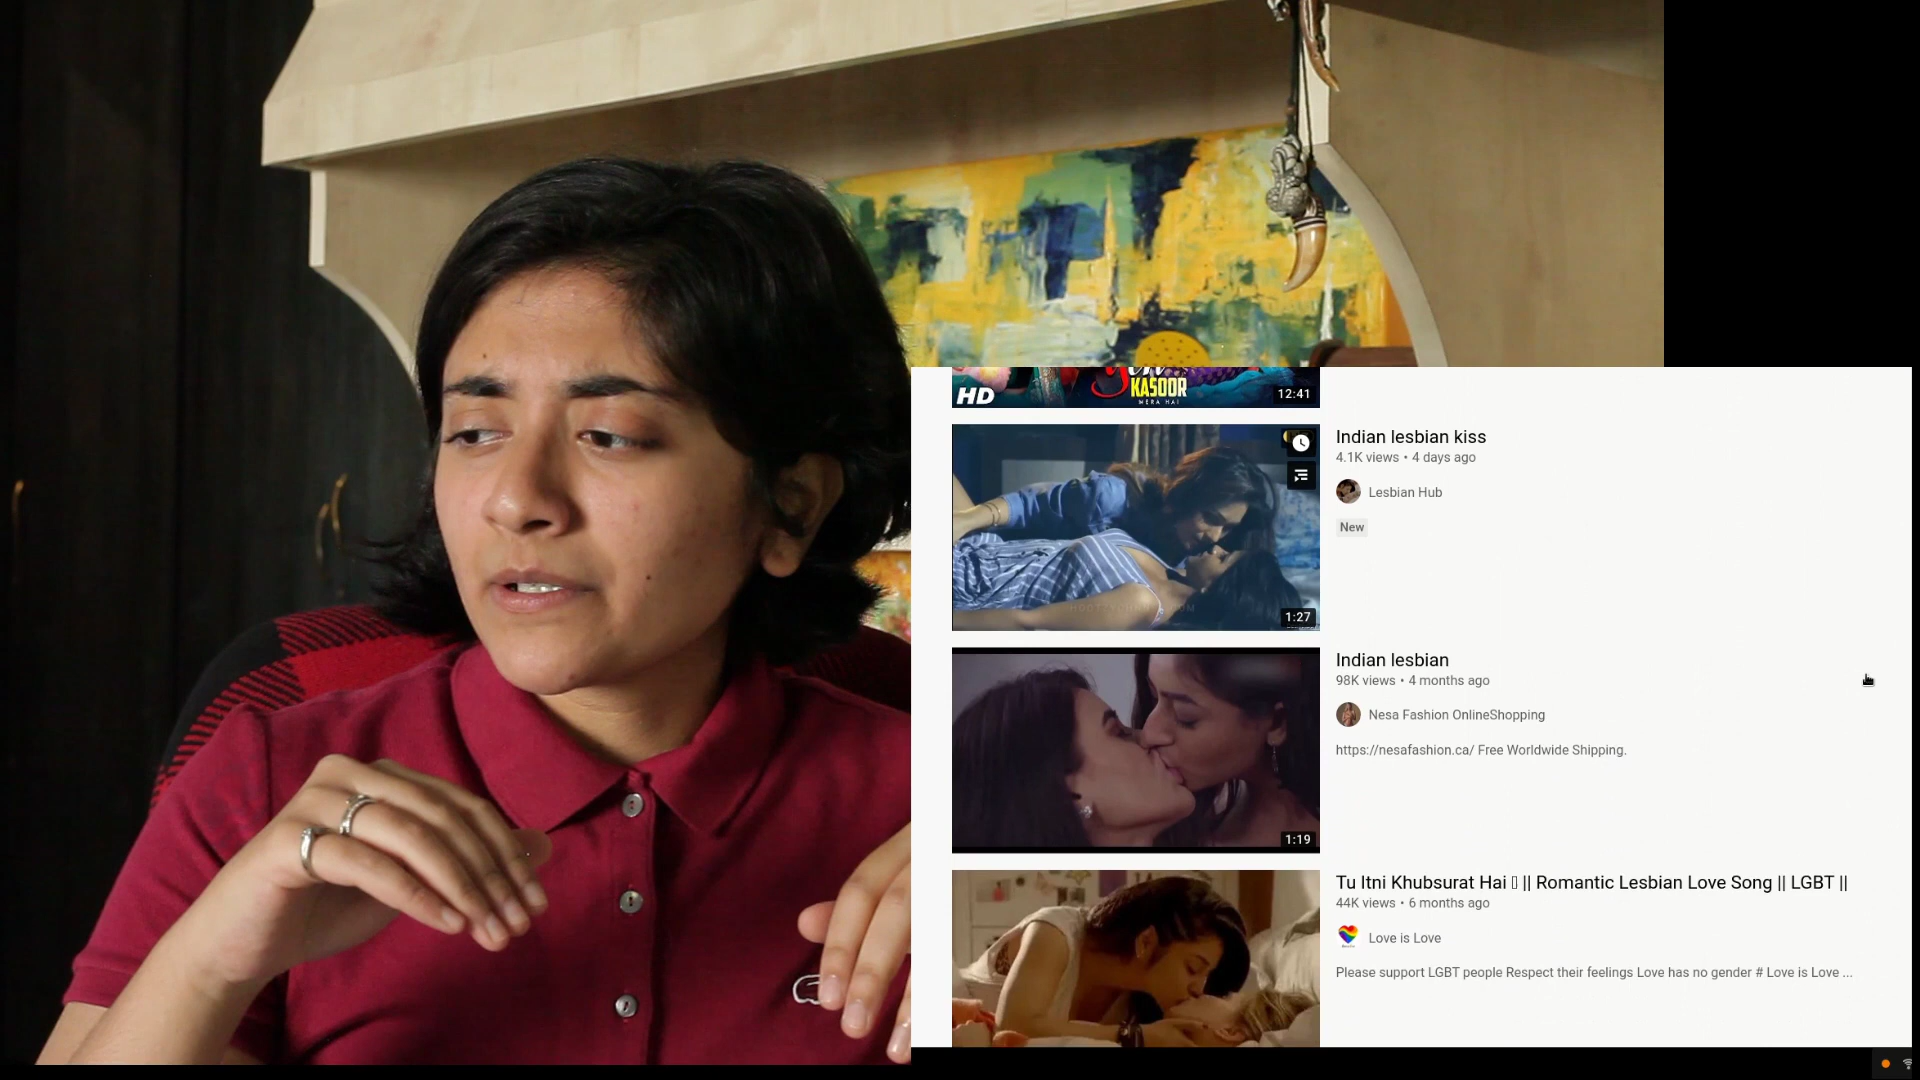 HD
KASOOR
MERA HAI
12:41
Indian lesbian kiss
4.1K views • 4 days ago
Lesbian Hub
New
1:27
Indian lesbian
98K views • 4 months ago
Nesa Fashion OnlineShopping
https://nesafashion.ca/ Free Worldwide Shipping.
1:19
Tu Itni Khubsurat Hai || Romantic Lesbian Love Song || LGBT ||
44K views • 6 months ago
Love is Love
Please support LGBT people Respect their feelings Love has no gender # Love is Love ...